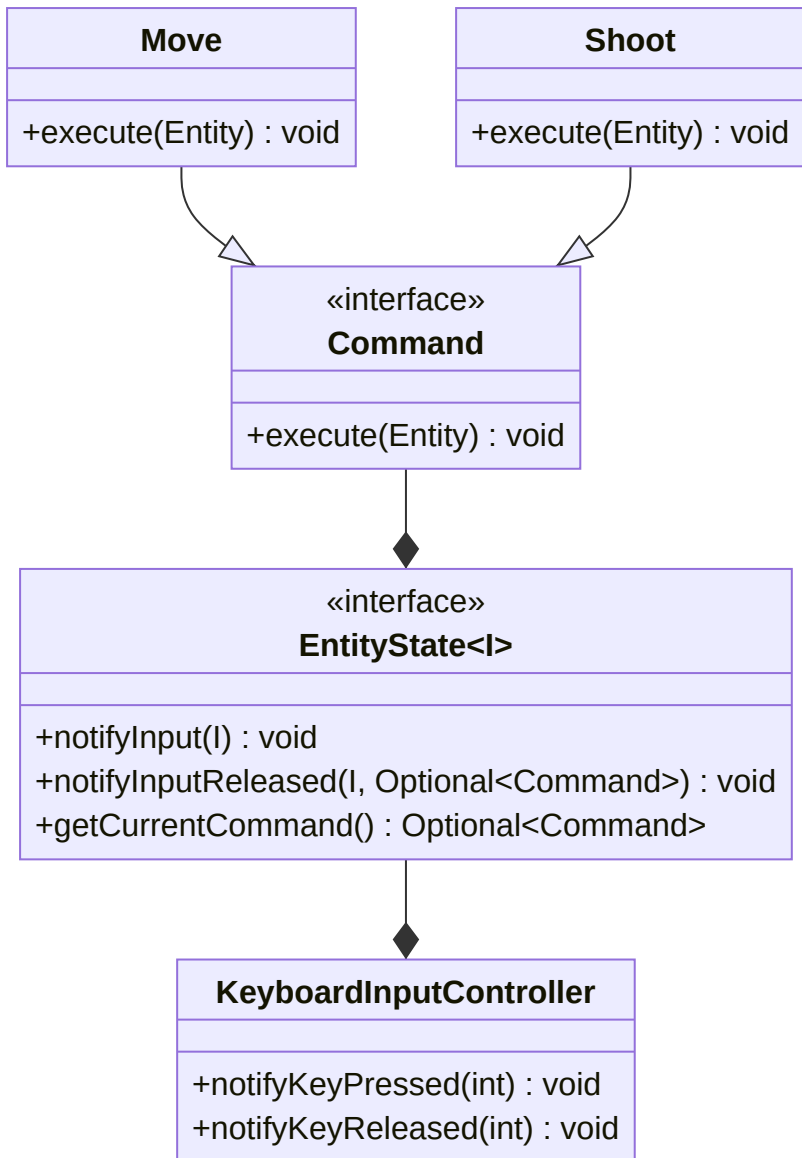 Move
+execute(Entity) : void
Shoot
+execute(Entity) : void
«interface»
Command
+execute(Entity) : void
«interface»
EntityState<I>
+notifyInput(I) : void
+notifyInputReleased(I, Optional<Command>) : void
+getCurrentCommand() : Optional<Command>
KeyboardInputController
+notifyKeyPressed(int) : void
+notifyKeyReleased(int) : void